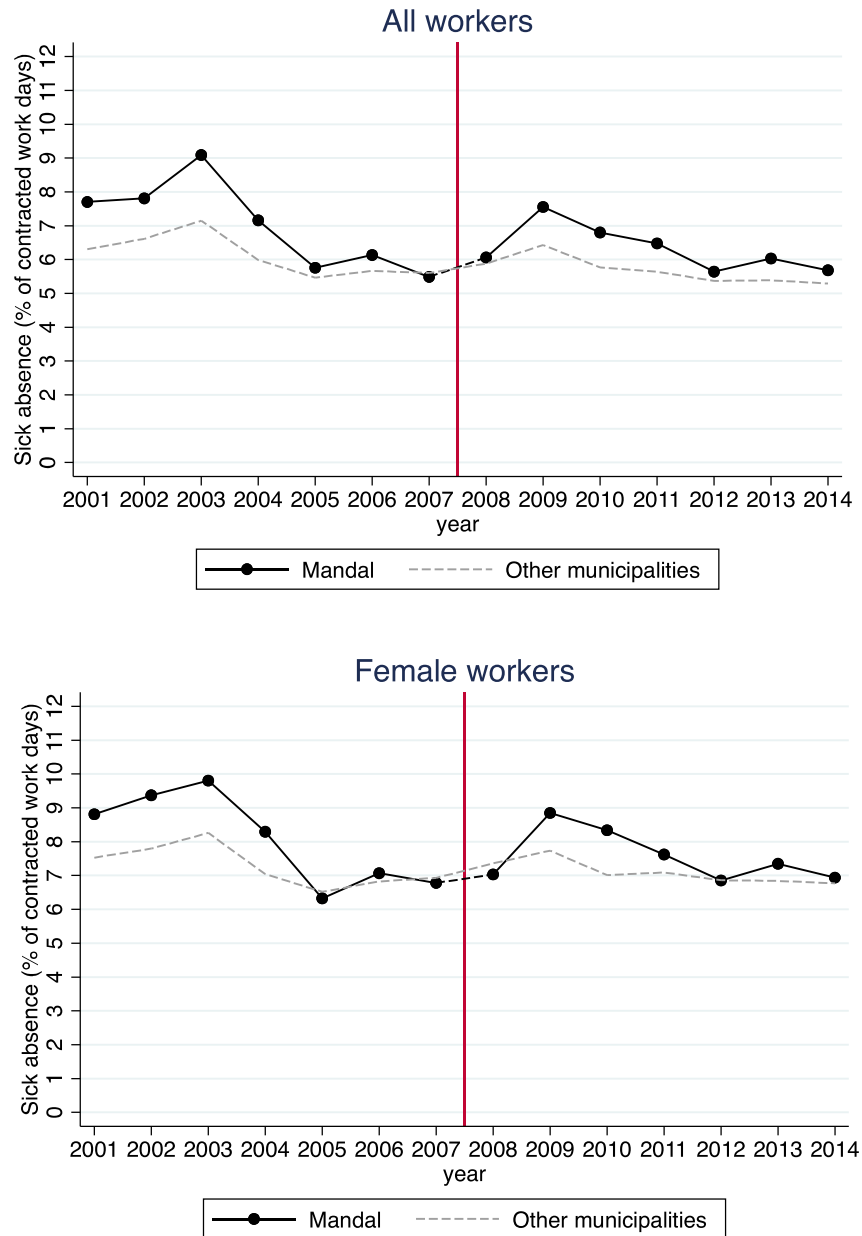 All workers
Sick absence (% of contracted work days)
12
11
10
9
8
7
6
5
4
3
2
1
0
2001 2002 2003 2004 2005 2006 2007 2008 2009 2010 2011 2012 2013 2014
year
Mandal Other municipalities
Female workers
Sick absence (% of contracted work days)
12
11
10
9
8
7
6
5
4
3
2
1
0
2001 2002 2003 2004 2005 2006 2007 2008 2009 2010 2011 2012 2013 2014
year
Mandal Other municipalities